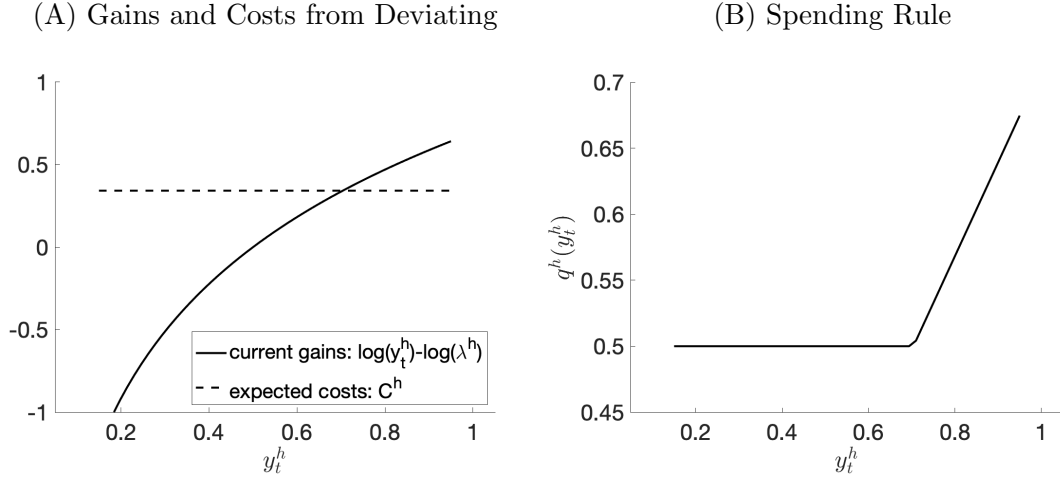 (A) Gains and Costs from Deviating
1
0.5
0
-0.5
-1
0.2 0.4 0.6 0.8 1
y_t^h
current gains: log(y_t^h)-log(λ^h)
expected costs: C^h
(B) Spending Rule
0.7
0.65
0.6
0.55
0.5
0.45
q^h(y_t^h)
0.2 0.4 0.6 0.8 1
y_t^h